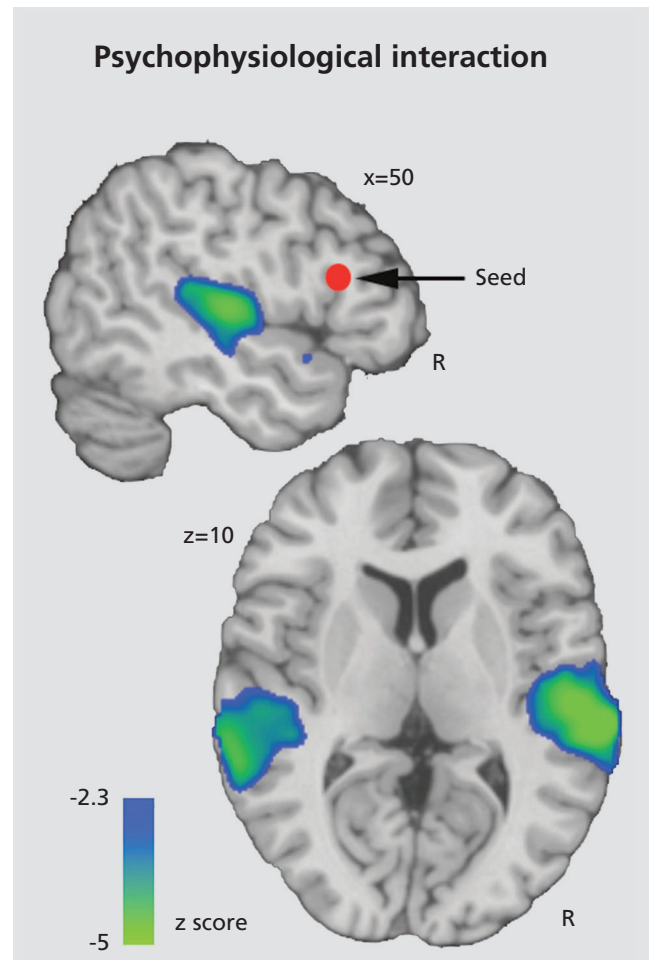 Psychophysiological interaction
x=50
Seed
R
z=10
-2.3
z score
-5
R